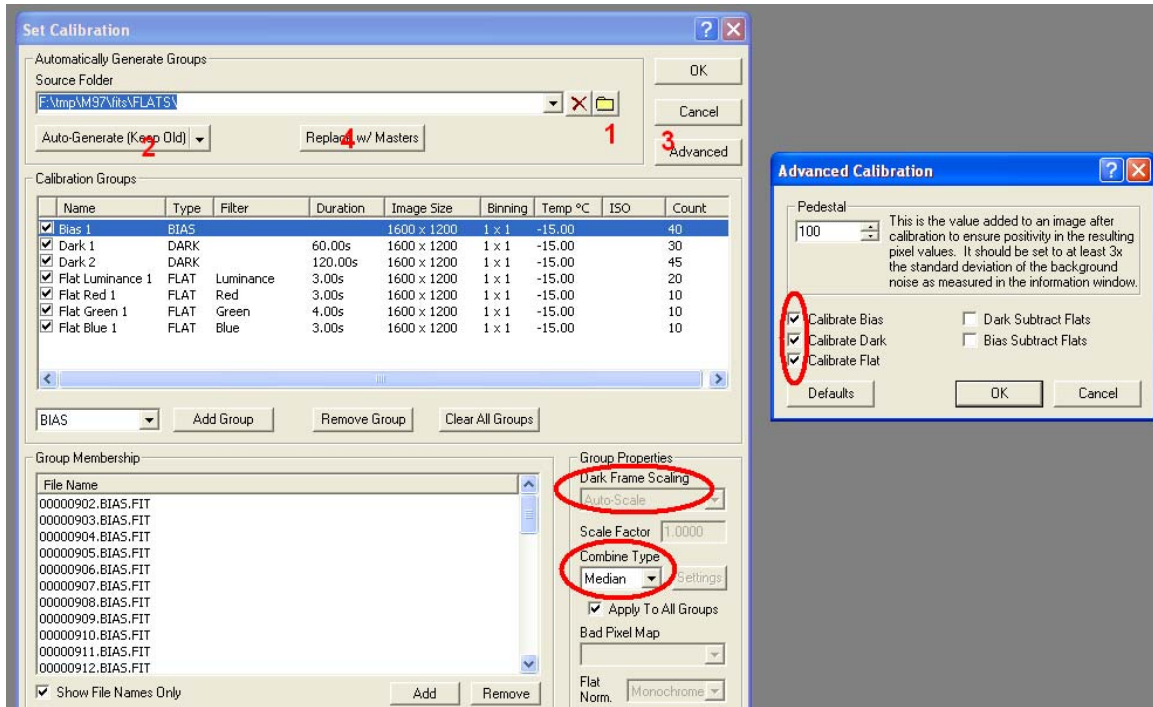 Set Calibration
Automatically Generate Groups
Source Folder
F:\tmp\M97\fits\FLATS\
OK
Cancel
Advanced
Auto-Generate (Keep Old)
Replace w/ Masters
1
2
3
4
Calibration Groups
Name Type Filter Duration Image Size Binning Temp °C ISO Count
Bias 1 BIAS 1600 x 1200 1 x 1 -15.00 40
Dark 1 DARK 60.00s 1600 x 1200 1 x 1 -15.00 30
Dark 2 DARK 120.00s 1600 x 1200 1 x 1 -15.00 45
Flat Luminance 1 FLAT Luminance 3.00s 1600 x 1200 1 x 1 -15.00 20
Flat Red 1 FLAT Red 3.00s 1600 x 1200 1 x 1 -15.00 10
Flat Green 1 FLAT Green 4.00s 1600 x 1200 1 x 1 -15.00 10
Flat Blue 1 FLAT Blue 3.00s 1600 x 1200 1 x 1 -15.00 10
BIAS
Add Group
Remove Group
Clear All Groups
Group Membership
File Name
00000902.BIAS.FIT
00000903.BIAS.FIT
00000904.BIAS.FIT
00000905.BIAS.FIT
00000906.BIAS.FIT
00000907.BIAS.FIT
00000908.BIAS.FIT
00000909.BIAS.FIT
00000910.BIAS.FIT
00000911.BIAS.FIT
00000912.BIAS.FIT
Show File Names Only
Add
Remove
Group Properties
Dark Frame Scaling
Auto-Scale
Scale Factor 1.0000
Combine Type
Median
Settings
Apply To All Groups
Bad Pixel Map
Flat
Norm. Monochrome
Advanced Calibration
Pedestal
100
This is the value added to an image after
calibration to ensure positivity in the resulting
pixel values. It should be set to at least 3x
the standard deviation of the background
noise as measured in the information window.
Calibrate Bias
Dark Subtract Flats
Calibrate Dark
Bias Subtract Flats
Calibrate Flat
Defaults
OK
Cancel